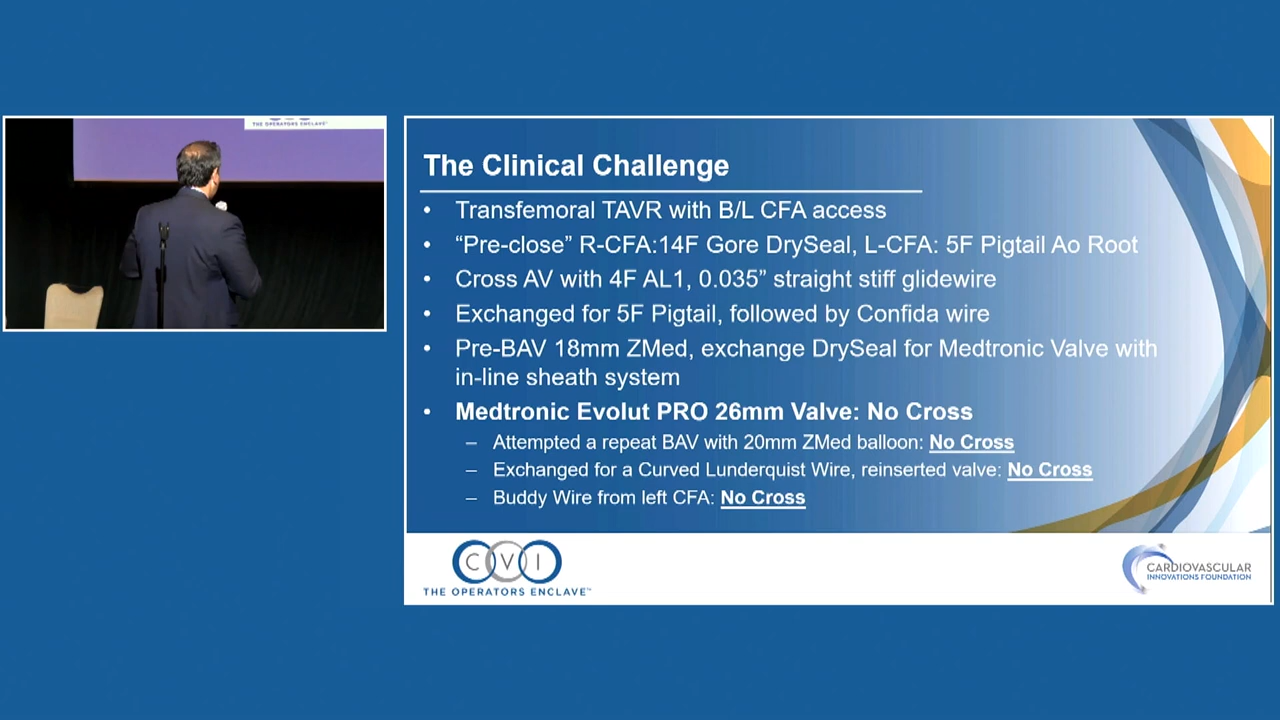 THE OPERATORS ENCLAVE™
The Clinical Challenge
• Transfemoral TAVR with B/L CFA access
• “Pre-close” R-CFA:14F Gore DrySeal, L-CFA: 5F Pigtail Ao Root
• Cross AV with 4F AL1, 0.035” straight stiff glidewire
• Exchanged for 5F Pigtail, followed by Confida wire
• Pre-BAV 18mm ZMed, exchange DrySeal for Medtronic Valve with
in-line sheath system
• Medtronic Evolut PRO 26mm Valve: No Cross
– Attempted a repeat BAV with 20mm ZMed balloon: No Cross
– Exchanged for a Curved Lunderquist Wire, reinserted valve: No Cross
– Buddy Wire from left CFA: No Cross
CVI
THE OPERATORS ENCLAVE™
CARDIOVASCULAR
INNOVATIONS FOUNDATION